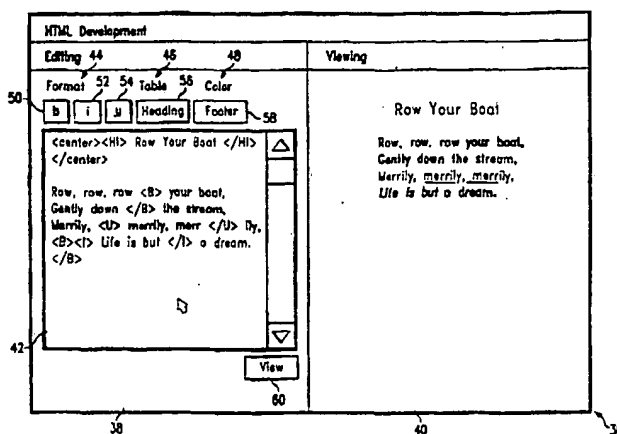 HTML Development
Editing 44 46 48 Viewing
Format 52 54 Table 56 Color
50 b i u Heading Footer 58
Row Your Boat
<center><H1> Row Your Boat </H1>
</center>
Row, row, row <B> your boat,
Gently down </B> the stream,
Merrily, <U> merrily, merr </U> ily,
<B><I> Life is but </I> a dream.
</B>
Row, row, row your boat,
Gently down the stream,
Merrily, merrily, merrily,
Life is but a dream.
42
View
60
38 40